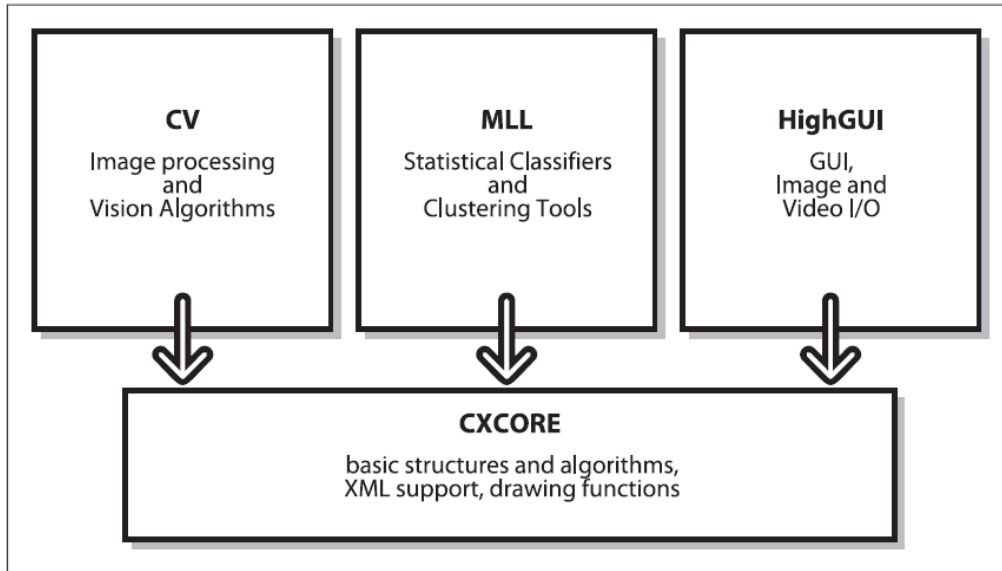 CV
Image processing
and
Vision Algorithms
MLL
Statistical Classifiers
and
Clustering Tools
HighGUI
GUI,
Image and
Video I/O
CXCORE
basic structures and algorithms,
XML support, drawing functions